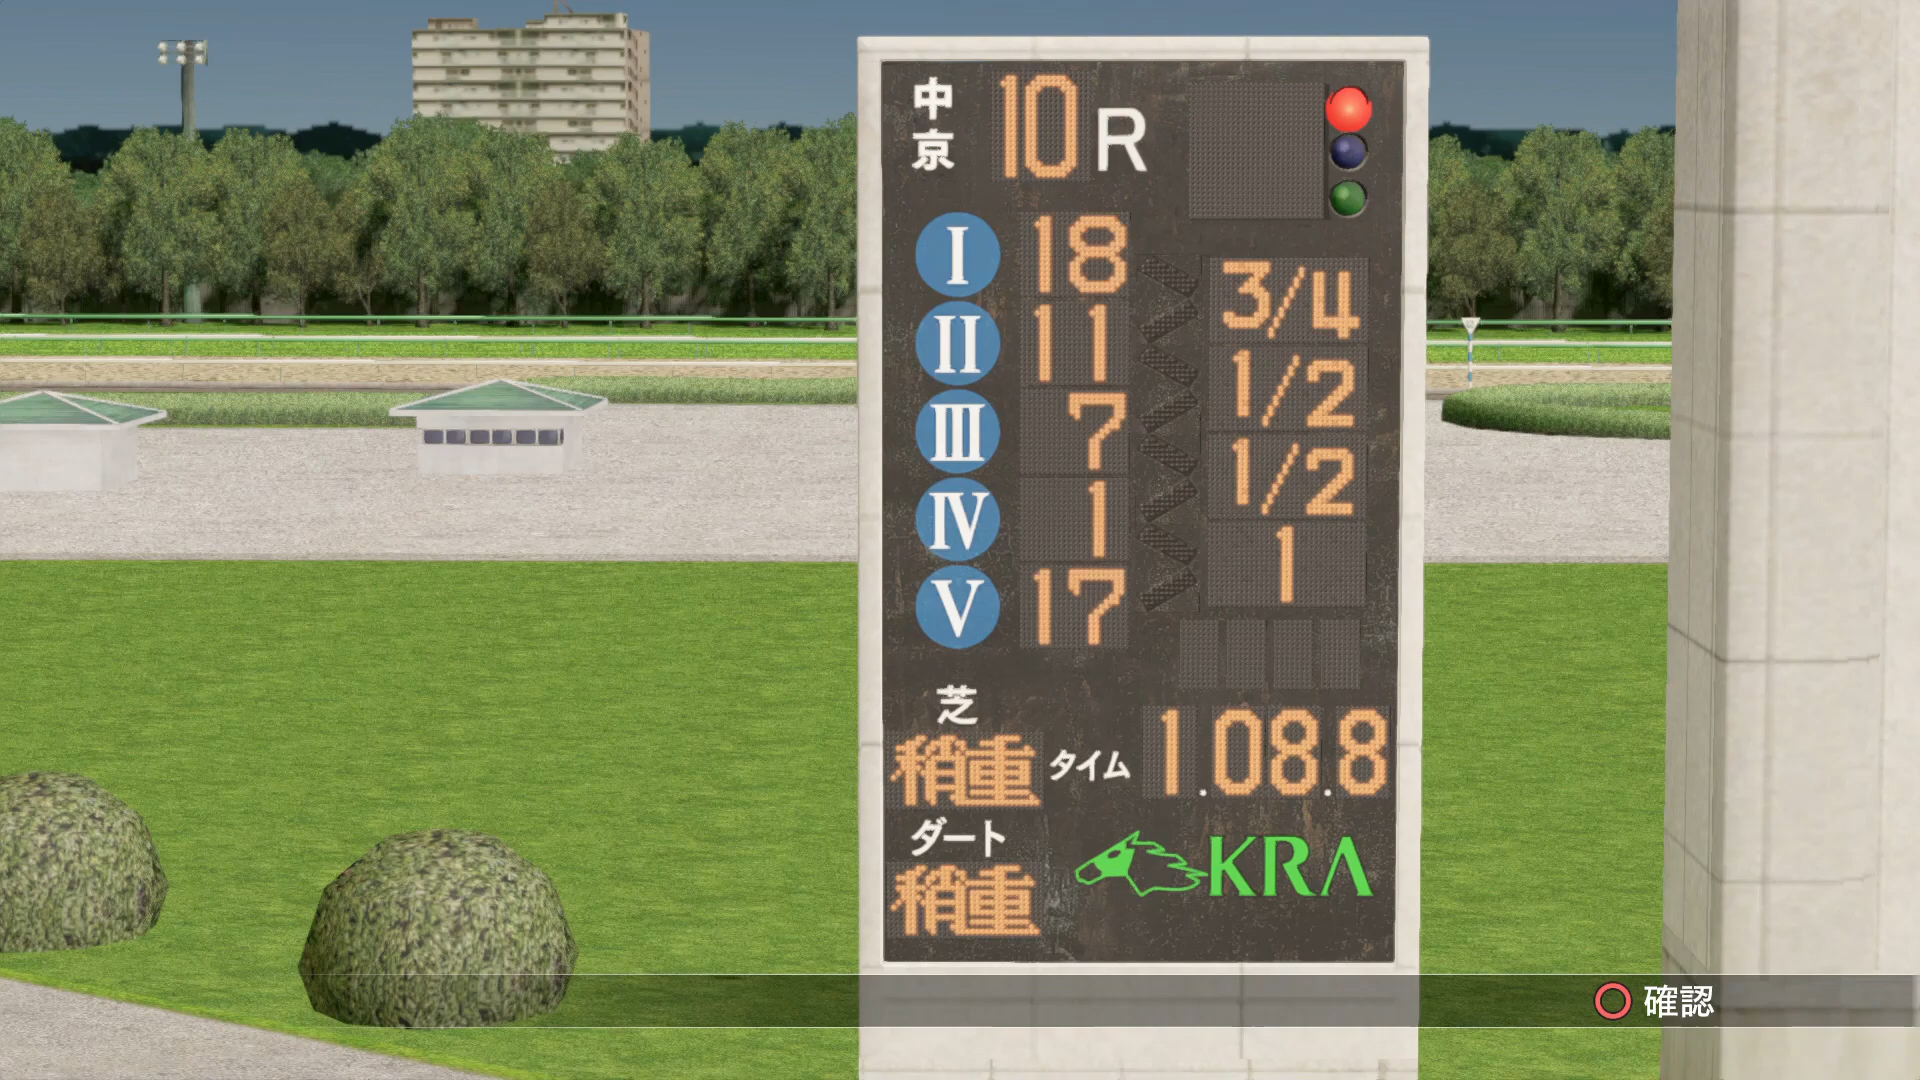 中京 10 R
I 18
3/4
II 11
1/2
III 7
1/2
IV 1
1
V 17
芝
稍重 タイム 1.08.8
ダート
稍重 KRA
確認